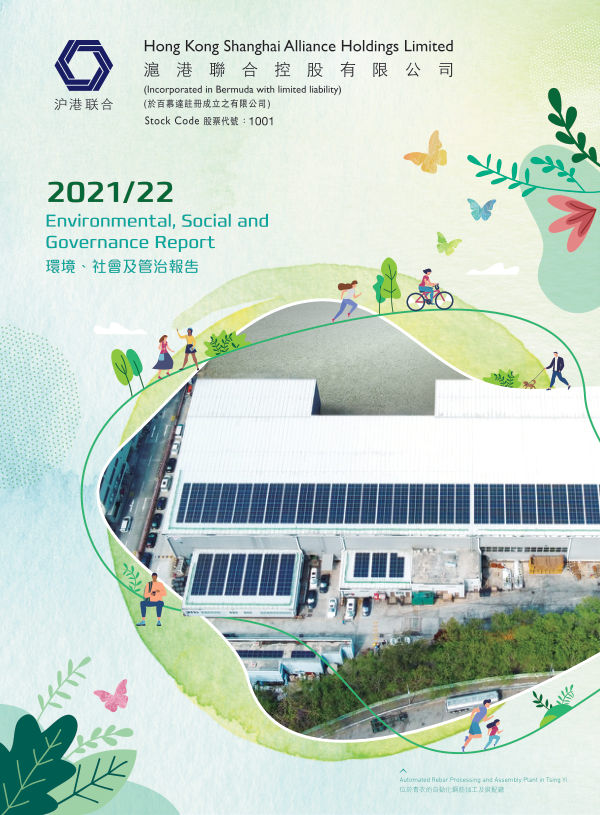 Hong Kong Shanghai Alliance Holdings Limited
滬港聯合控股有限公司
(Incorporated in Bermuda with limited liability)
(於百慕達註冊成立之有限公司)
Stock Code 股票代號：1001
沪港联合
2021/22
Environmental, Social and
Governance Report
環境、社會及管治報告
Automated Rebar Processing and Assembly Plant in Tsing Yi
位於青衣的自動化鋼筋加工及裝配廠